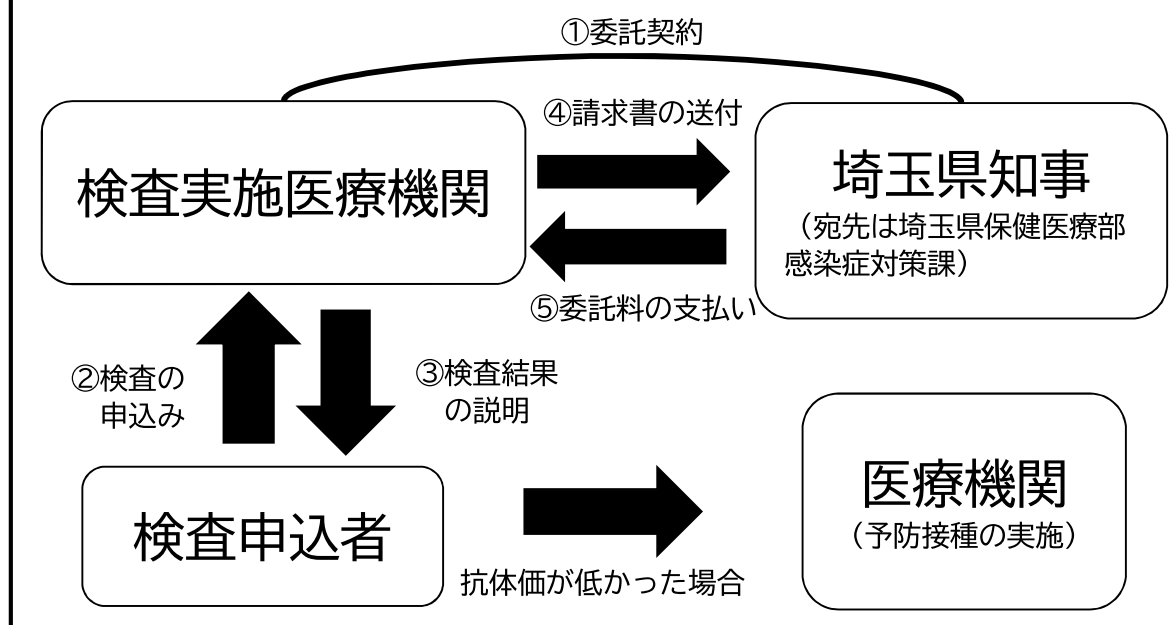 ①委託契約
検査実施医療機関
④請求書の送付
埼玉県知事
（宛先は埼玉県保健医療部
感染症対策課）
⑤委託料の支払い
②検査の
申込み
③検査結果
の説明
検査申込者
抗体価が低かった場合
医療機関
（予防接種の実施）